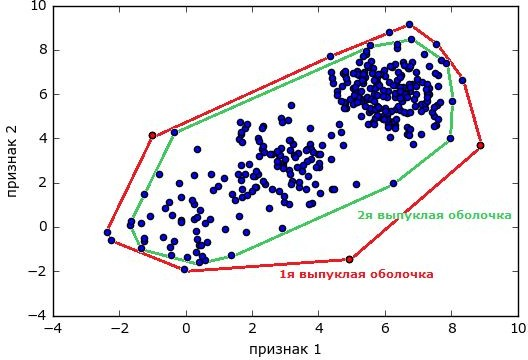 10
8
6
4
2
0
−2
−4
признак 2
2я выпуклая оболочка
1я выпуклая оболочка
−4 −2 0 2 4 6 8 10
признак 1